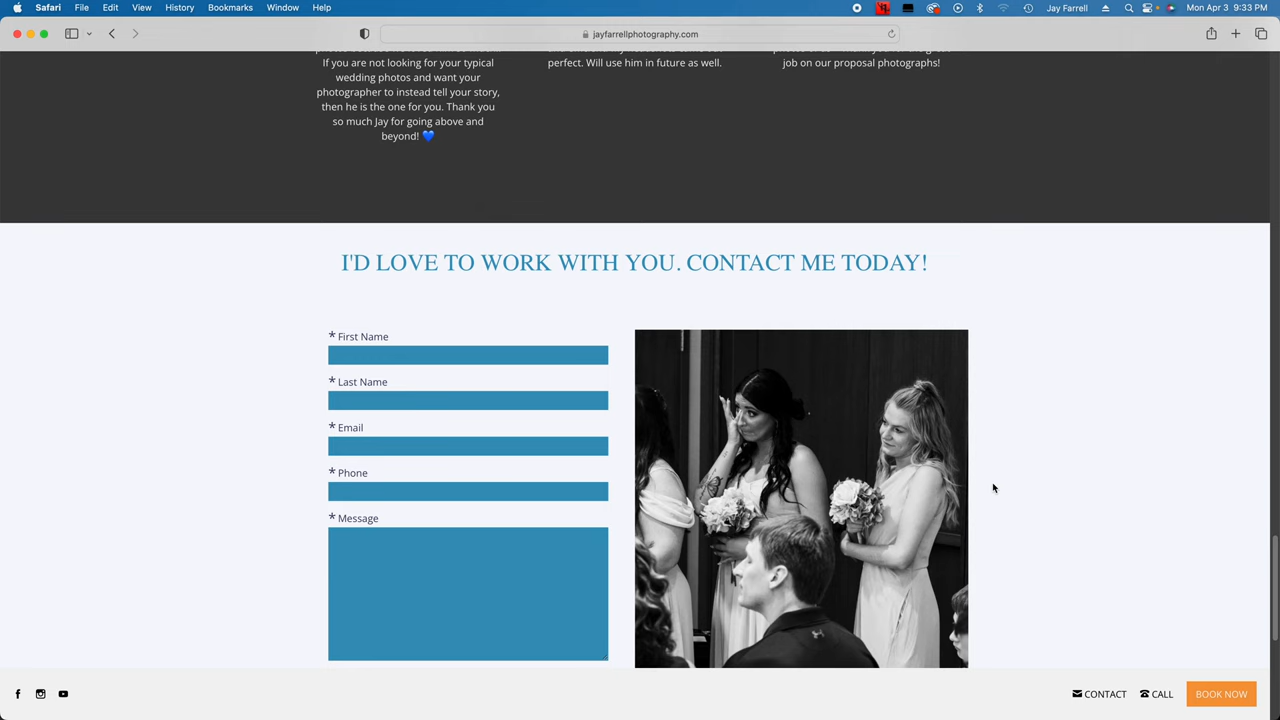 Safari File Edit View History Bookmarks Window Help Jay Farrell Mon Apr 3 9:33 PM
jayfarrellphotography.com
If you are not looking for your typical
wedding photos and want your
photographer to instead tell your story,
then he is the one for you. Thank you
so much Jay for going above and
beyond! 💙
perfect. Will use him in future as well.
job on our proposal photographs!
I'D LOVE TO WORK WITH YOU. CONTACT ME TODAY!
* First Name
* Last Name
* Email
* Phone
* Message
CONTACT CALL BOOK NOW